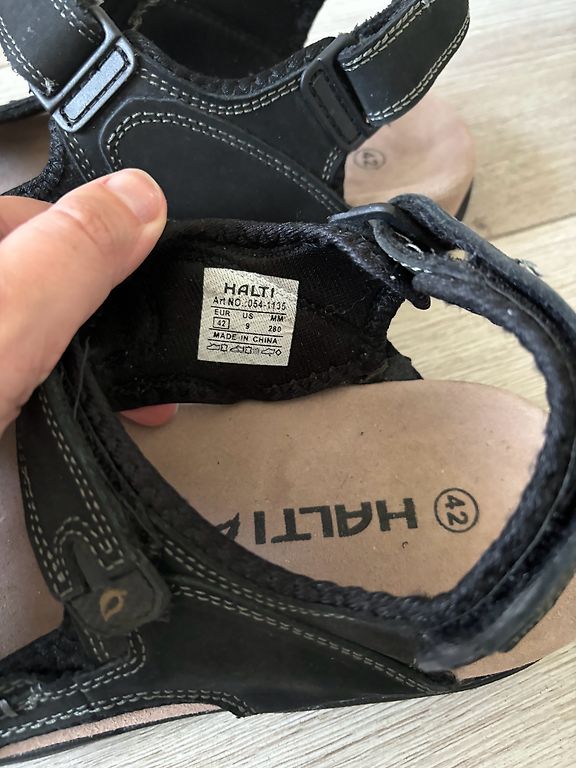 42
HALTI
Art NO.:054-1135
EUR US MM
42 9 280
MADE IN CHINA
HALTI
42